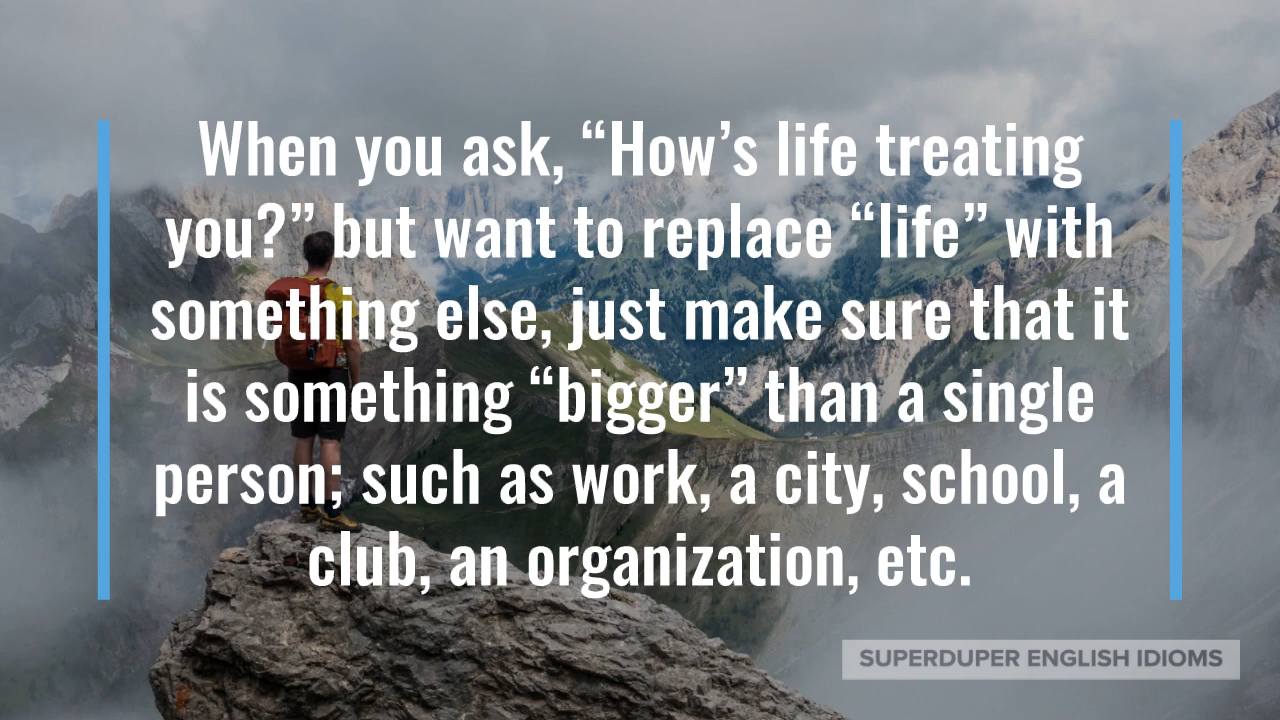 When you ask, “How’s life treating
you?” but want to replace “life” with
something else, just make sure that it
is something “bigger” than a single
person; such as work, a city, school, a
club, an organization, etc.
SUPERDUPER ENGLISH IDIOMS